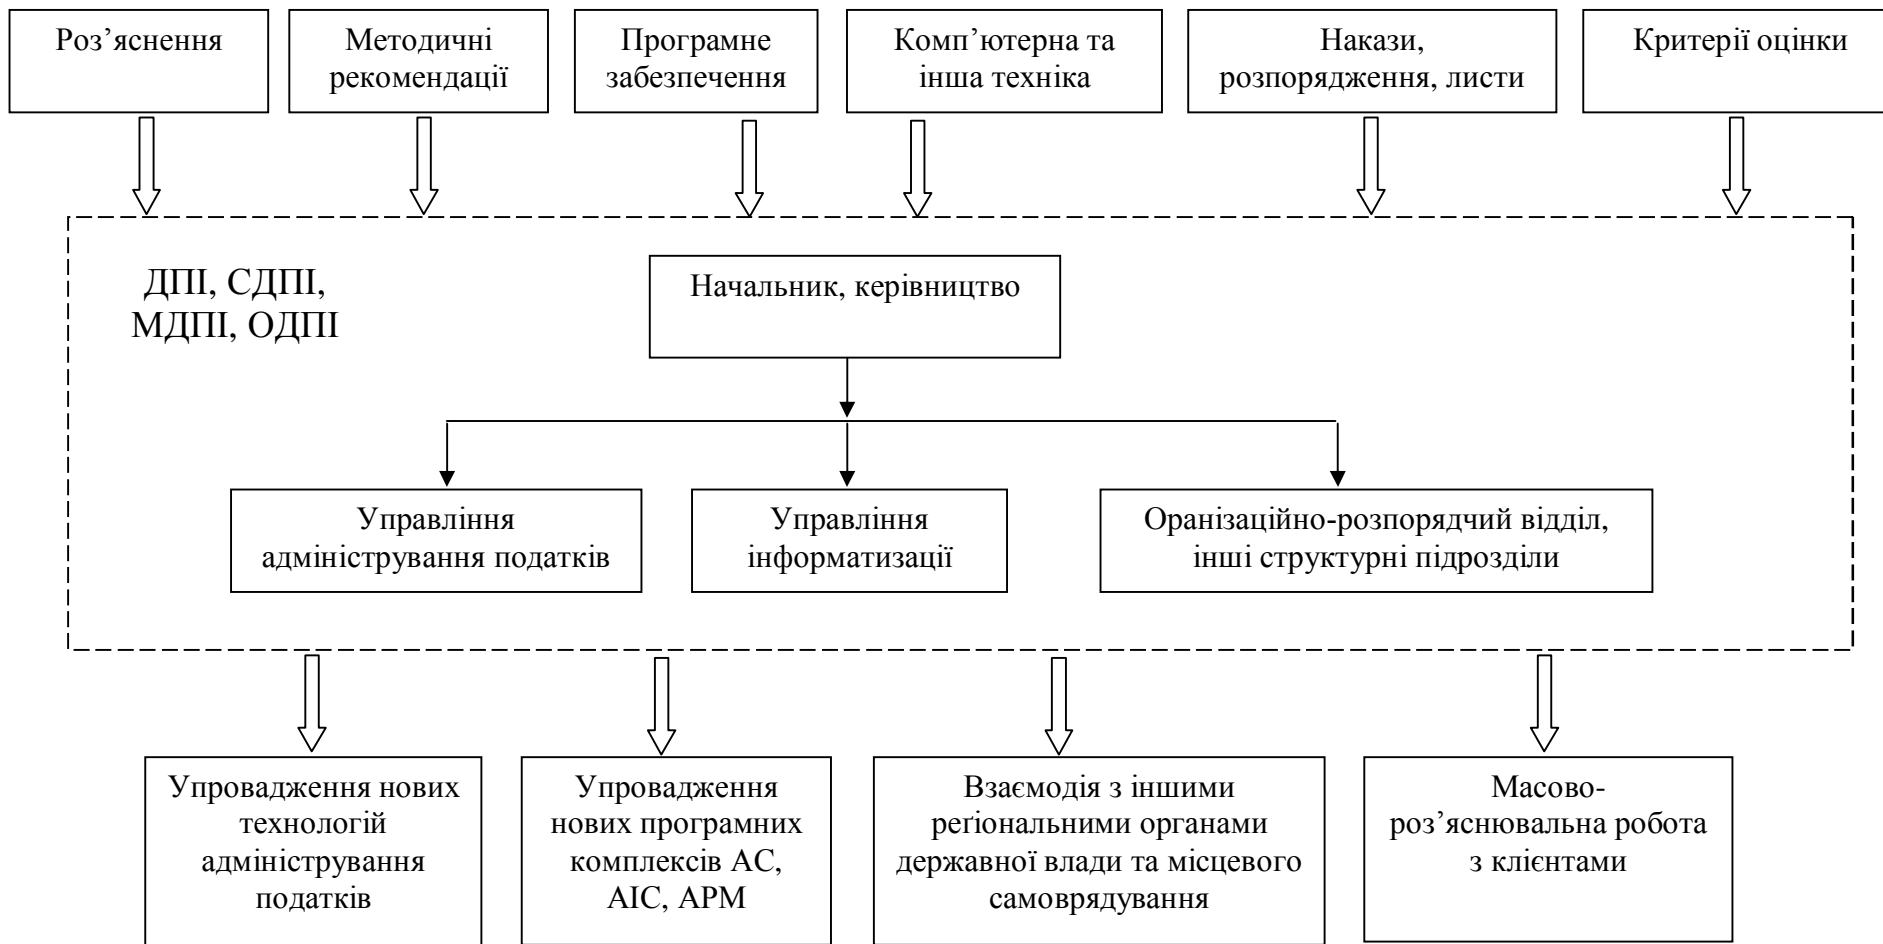 Роз’яснення
Методичні
рекомендації
Програмне
забезпечення
Комп’ютерна та
інша техніка
Накази,
розпорядження, листи
Критерії оцінки
ДПІ, СДПІ,
МДПІ, ОДПІ
Начальник, керівництво
Управління
адміністрування податків
Управління
інформатизації
Оранізаційно-розпорядчий відділ,
інші структурні підрозділи
Упровадження нових
технологій
адміністрування
податків
Упровадження
нових програмних
комплексів АС,
АІС, АРМ
Взаємодія з іншими
реґіональними органами
державної влади та місцевого
самоврядування
Масово-
роз’яснювальна робота
з клієнтами